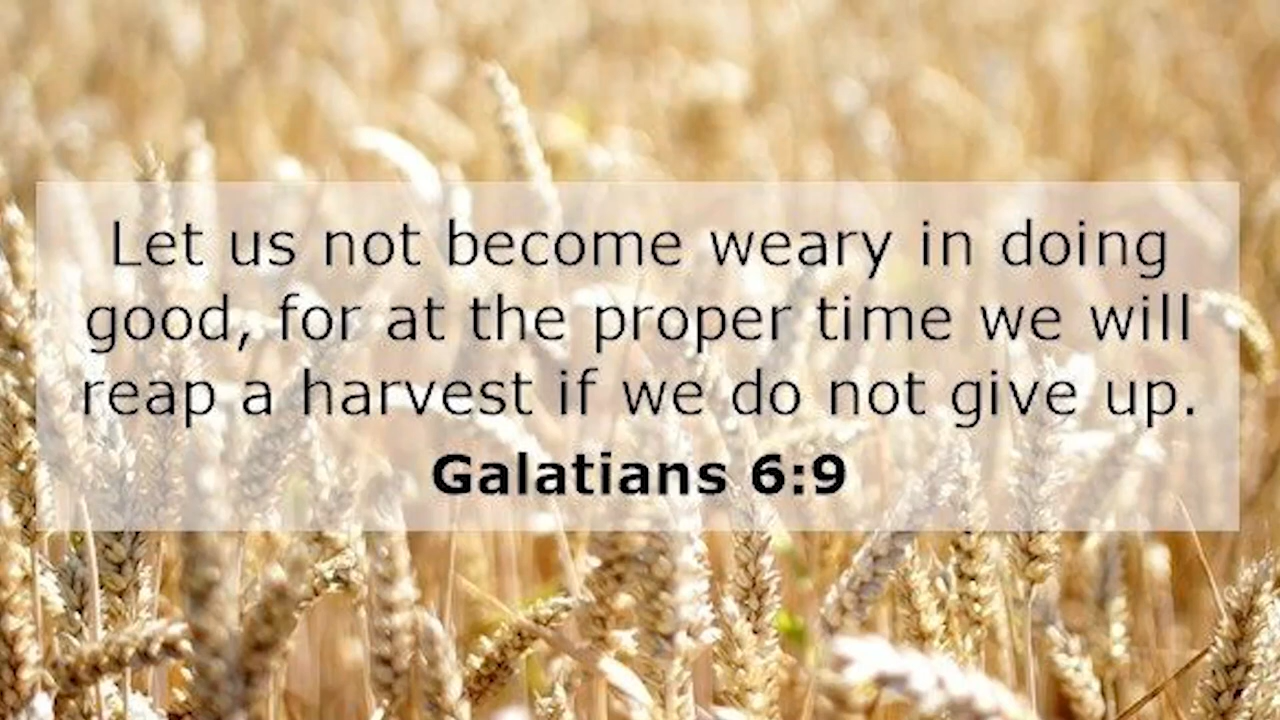 Let us not become weary in doing
good, for at the proper time we will
reap a harvest if we do not give up.
Galatians 6:9